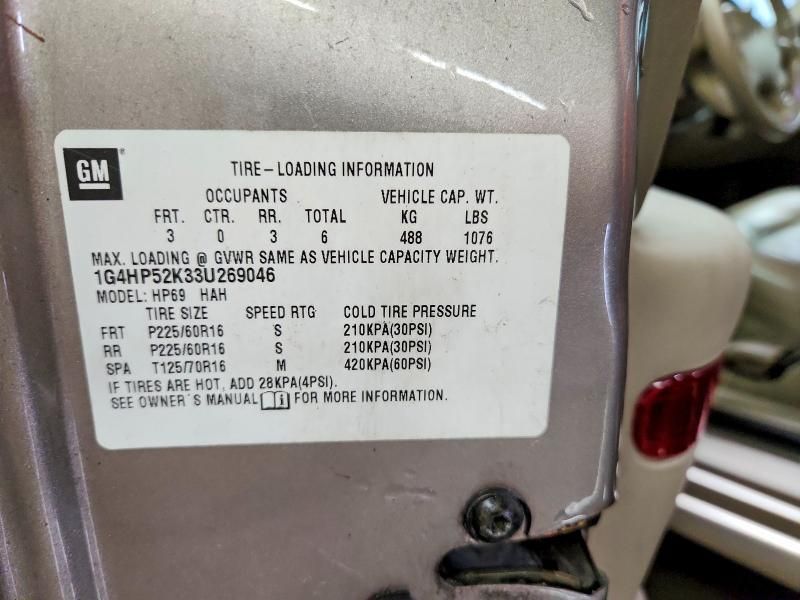 GM
TIRE-LOADING INFORMATION
OCCUPANTS VEHICLE CAP. WT.
FRT. CTR. RR. TOTAL KG LBS
3 0 3 6 488 1076
MAX. LOADING @ GVWR SAME AS VEHICLE CAPACITY WEIGHT.
1G4HP52K33U269046
MODEL: HP69 HAH
TIRE SIZE SPEED RTG COLD TIRE PRESSURE
FRT P225/60R16 S 210KPA(30PSI)
RR P225/60R16 S 210KPA(30PSI)
SPA T125/70R16 M 420KPA(60PSI)
IF TIRES ARE HOT, ADD 28KPA(4PSI).
SEE OWNER'S MANUAL FOR MORE INFORMATION.